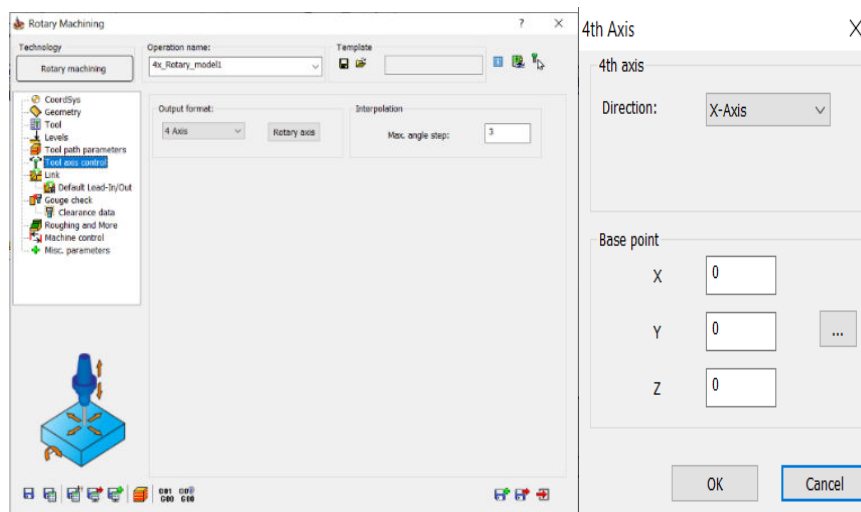 Rotary Machining
Technology
Rotary machining
Operation name:
4x_Rotary_model1
Template
CoordSys
Geometry
Tool
Levels
Tool path parameters
Tool axis control
Link
Default Lead-In/Out
Gouge check
Clearance data
Roughing and More
Machine control
Misc. parameters
Output format:
4 Axis
Rotary axis
Interpolation
Max. angle step:
3
G01
G00
G00
4th Axis
4th axis
Direction:
X-Axis
Base point
X
0
Y
0
...
Z
0
OK
Cancel